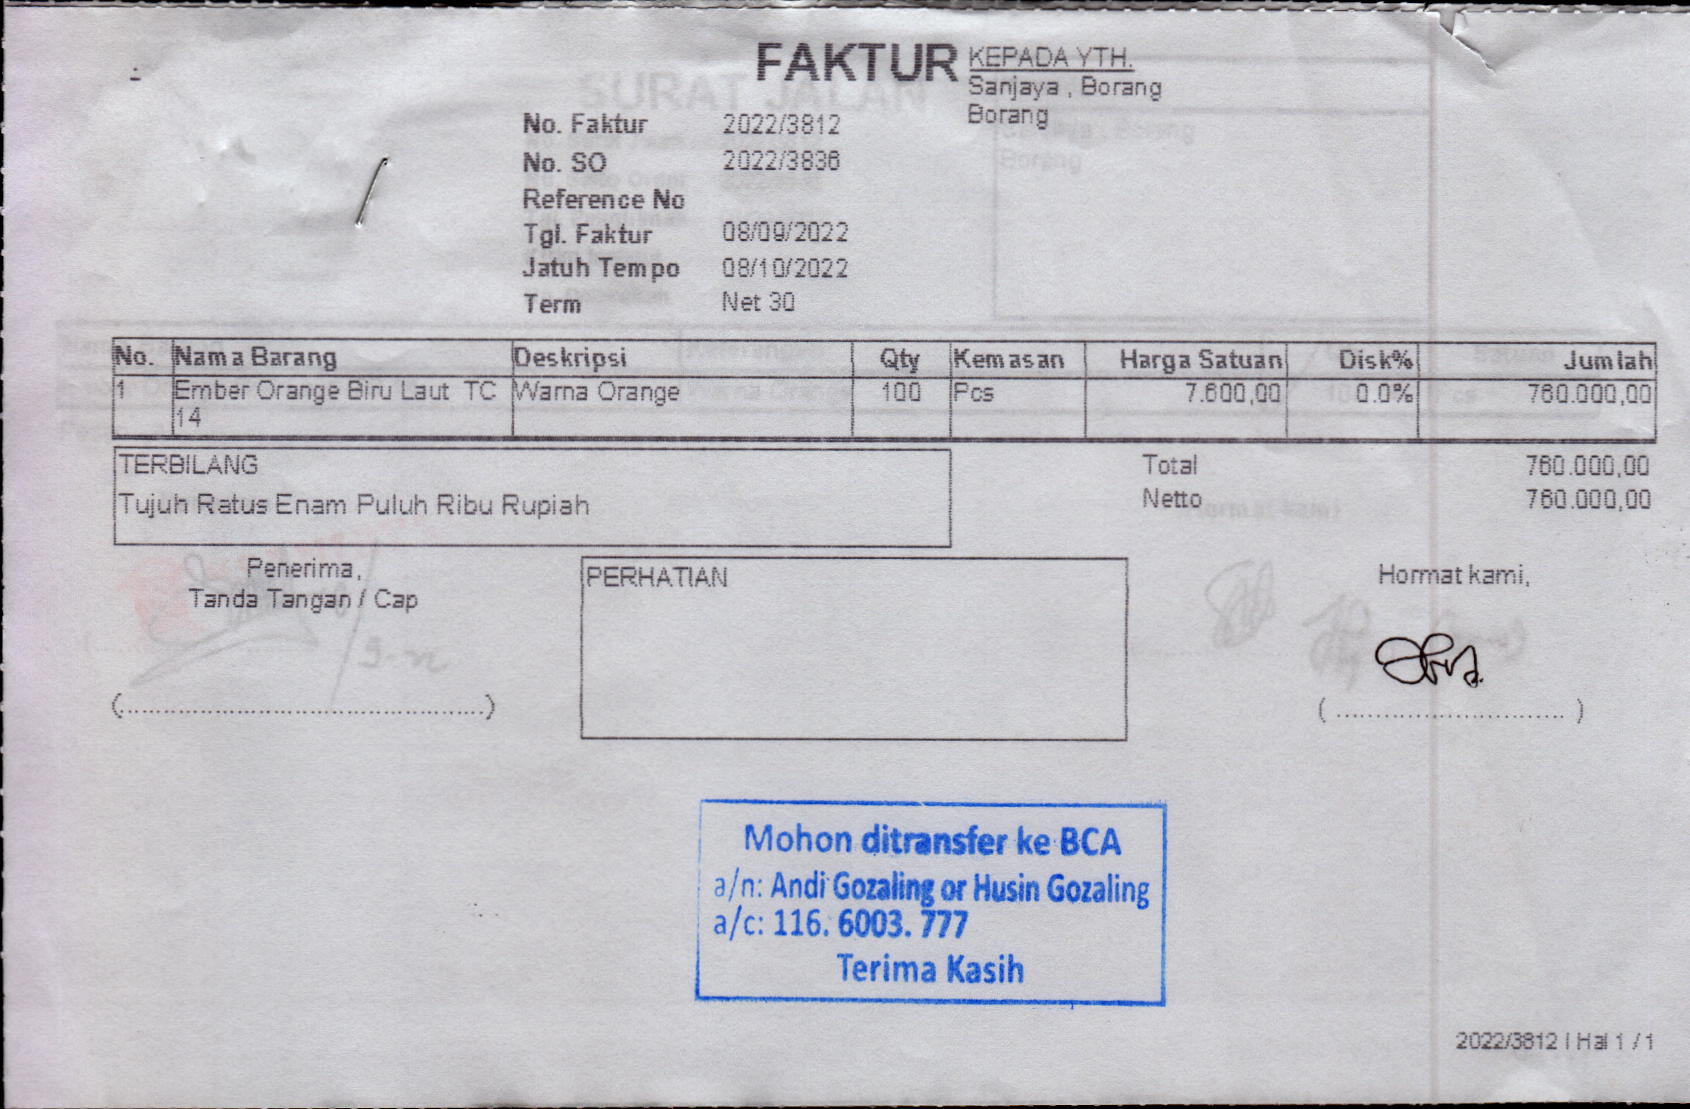 FAKTUR
KEPADA YTH.
Sanjaya , Borang
Borang
No. Faktur 2022/3812
No. SO 2022/3836
Reference No
Tgl. Faktur 08/09/2022
Jatuh Tempo 08/10/2022
Term Net 30
No. Nama Barang Deskripsi Qty Kemasan Harga Satuan Disk% Jumlah
1 Ember Orange Biru Laut TC Warna Orange 100 Pcs 7.600,00 0.0% 760.000,00
14
TERBILANG
Tujuh Ratus Enam Puluh Ribu Rupiah
Total 760.000,00
Netto 760.000,00
Penerima,
Tanda Tangan / Cap
PERHATIAN
Hormat kami,
(................................................)
( ............................. )
Mohon ditransfer ke BCA
a/n: Andi Gozaling or Husin Gozaling
a/c: 116. 6003. 777
Terima Kasih
2022/3812 | Hal 1 / 1